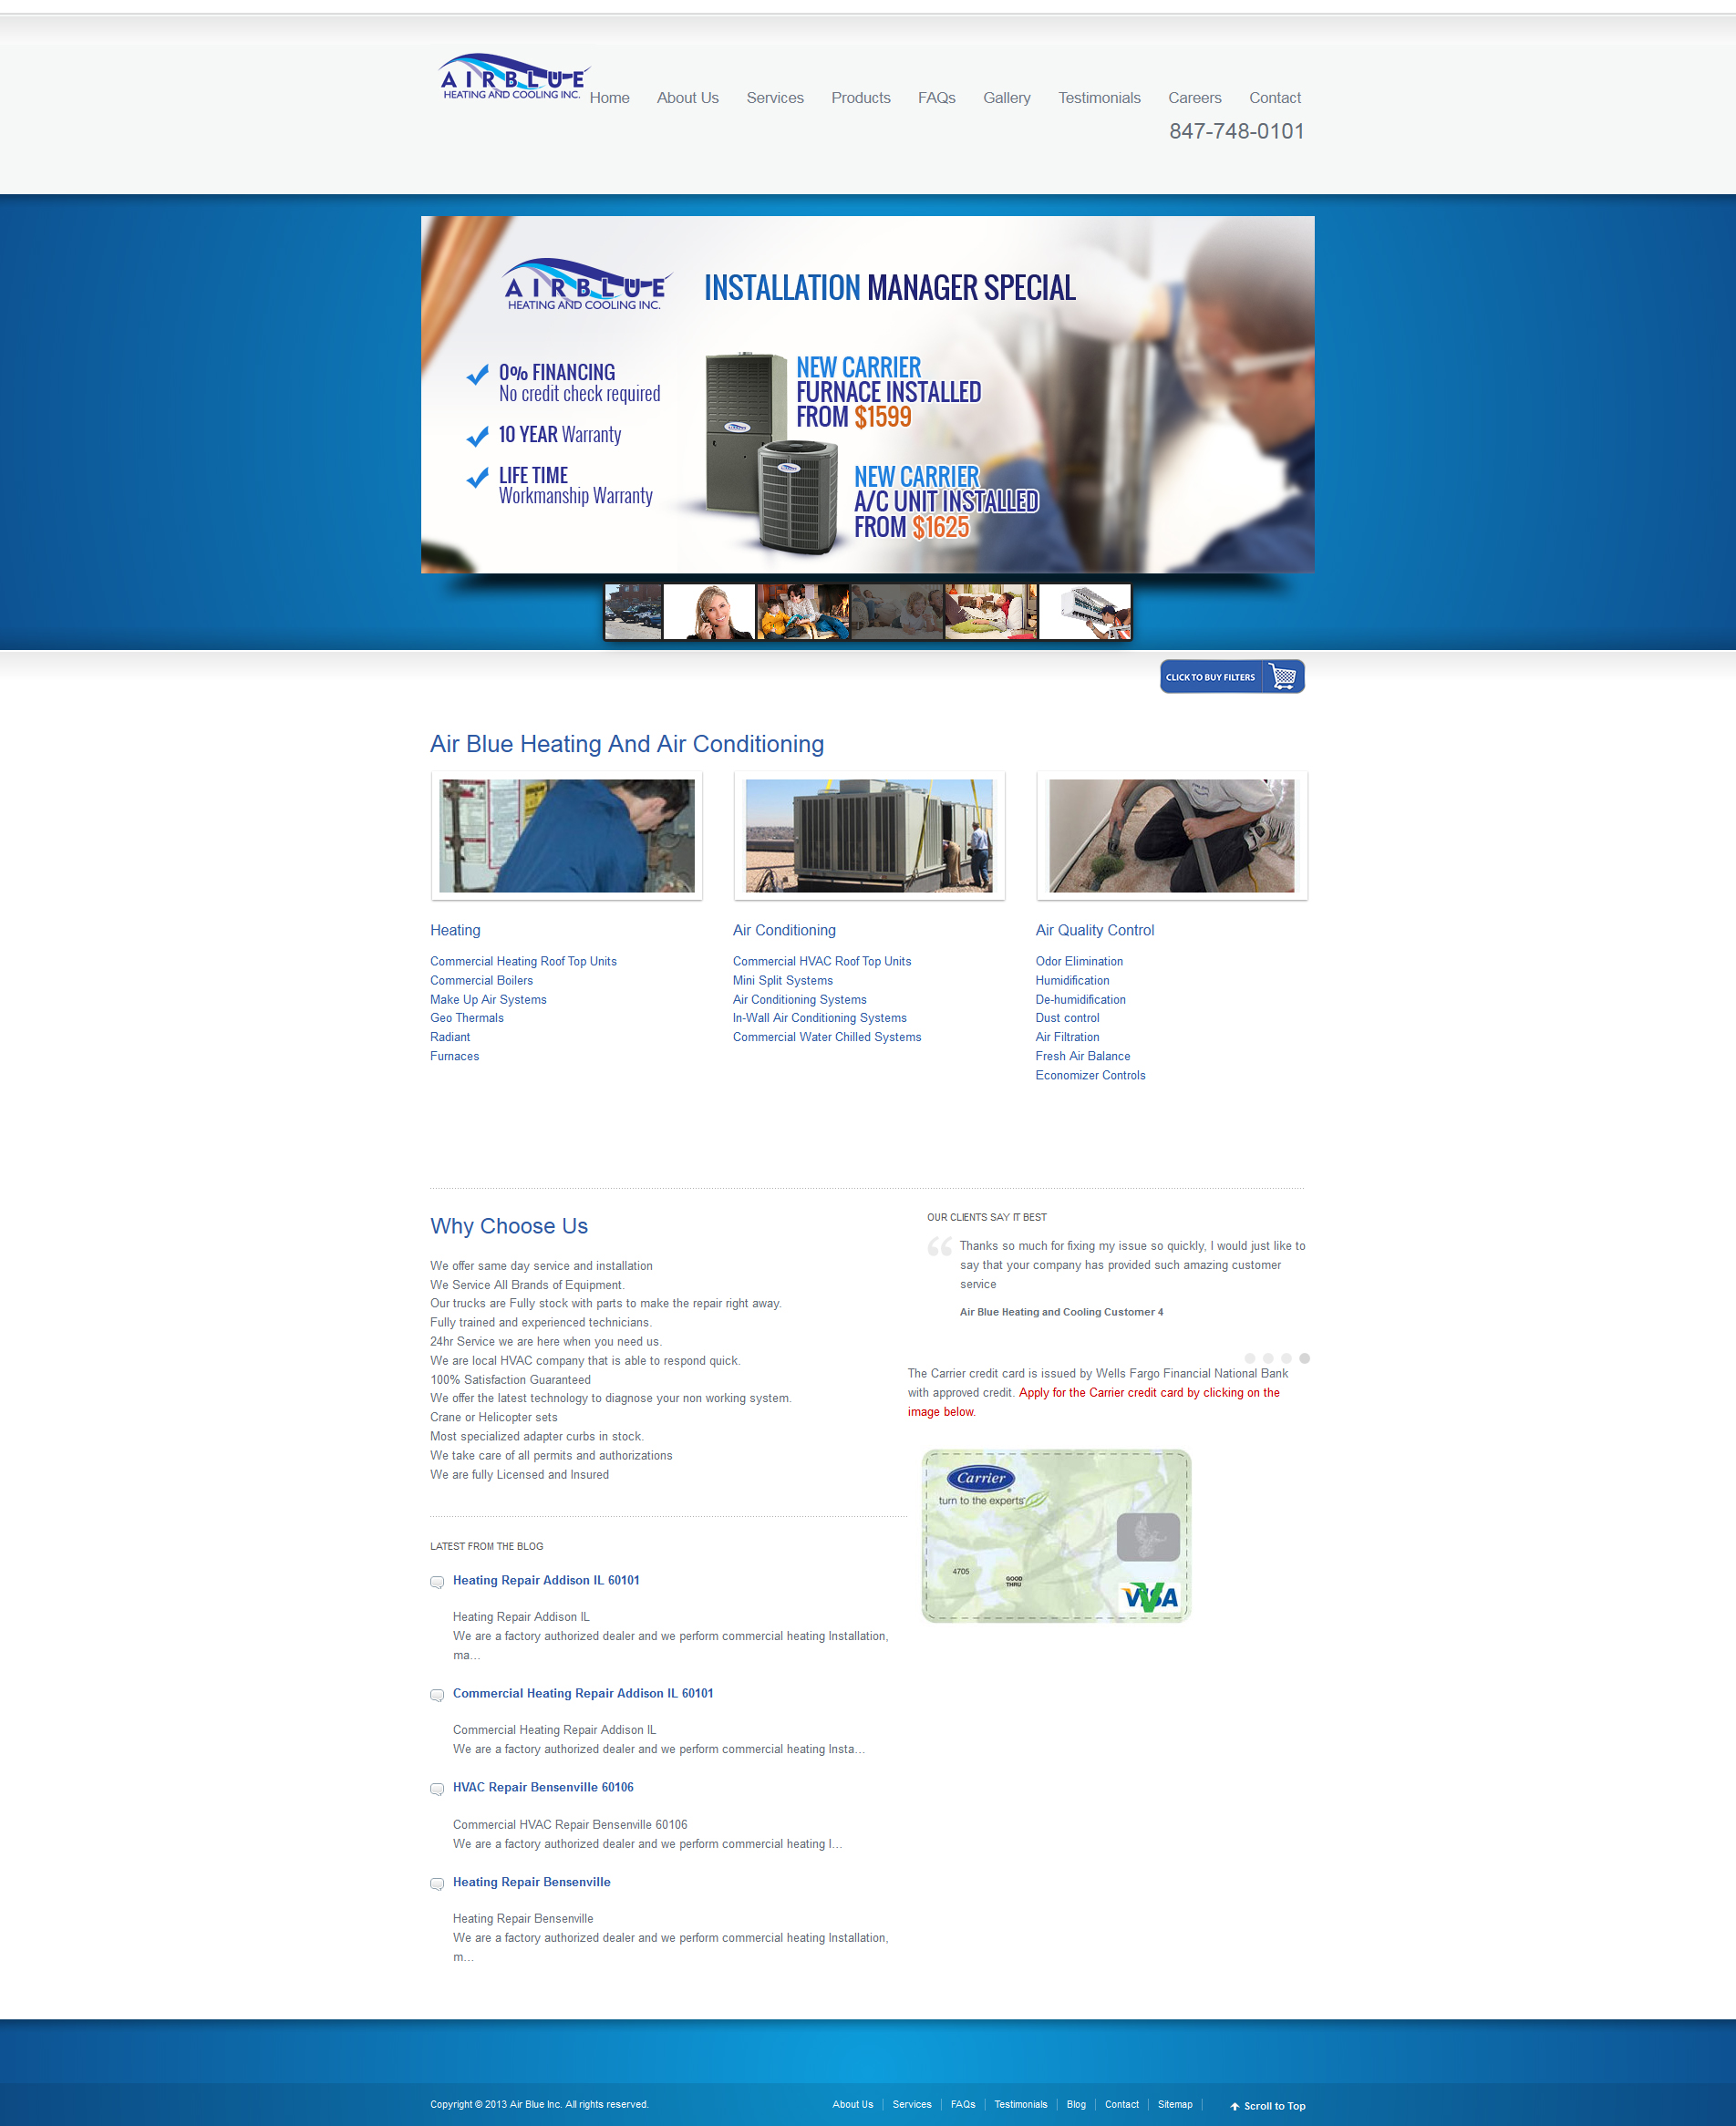 AIRBLUE
HEATING AND COOLING INC.
Home About Us Services Products FAQs Gallery Testimonials Careers Contact
847-748-0101
AIRBLUE
HEATING AND COOLING INC.
INSTALLATION MANAGER SPECIAL
0% FINANCING
No credit check required
10 YEAR Warranty
LIFE TIME
Workmanship Warranty
NEW CARRIER
FURNACE INSTALLED
FROM $1599
NEW CARRIER
A/C UNIT INSTALLED
FROM $1625
CLICK TO BUY FILTERS
Air Blue Heating And Air Conditioning
Heating
Commercial Heating Roof Top Units
Commercial Boilers
Make Up Air Systems
Geo Thermals
Radiant
Furnaces
Air Conditioning
Commercial HVAC Roof Top Units
Mini Split Systems
Air Conditioning Systems
In-Wall Air Conditioning Systems
Commercial Water Chilled Systems
Air Quality Control
Odor Elimination
Humidification
De-humidification
Dust control
Air Filtration
Fresh Air Balance
Economizer Controls
Why Choose Us
We offer same day service and installation
We Service All Brands of Equipment.
Our trucks are Fully stock with parts to make the repair right away.
Fully trained and experienced technicians.
24hr Service we are here when you need us.
We are local HVAC company that is able to respond quick.
100% Satisfaction Guaranteed
We offer the latest technology to diagnose your non working system.
Crane or Helicopter sets
Most specialized adapter curbs in stock.
We take care of all permits and authorizations
We are fully Licensed and Insured
OUR CLIENTS SAY IT BEST
Thanks so much for fixing my issue so quickly, I would just like to
say that your company has provided such amazing customer
service
Air Blue Heating and Cooling Customer 4
The Carrier credit card is issued by Wells Fargo Financial National Bank
with approved credit. Apply for the Carrier credit card by clicking on the
image below.
Carrier
turn to the experts
4705
GOOD
THRU
VISA
LATEST FROM THE BLOG
Heating Repair Addison IL 60101
Heating Repair Addison IL
We are a factory authorized dealer and we perform commercial heating Installation,
ma...
Commercial Heating Repair Addison IL 60101
Commercial Heating Repair Addison IL
We are a factory authorized dealer and we perform commercial heating Insta...
HVAC Repair Bensenville 60106
Commercial HVAC Repair Bensenville 60106
We are a factory authorized dealer and we perform commercial heating I...
Heating Repair Bensenville
Heating Repair Bensenville
We are a factory authorized dealer and we perform commercial heating Installation,
m...
Copyright © 2013 Air Blue Inc. All rights reserved.
About Us Services FAQs Testimonials Blog Contact Sitemap Scroll to Top